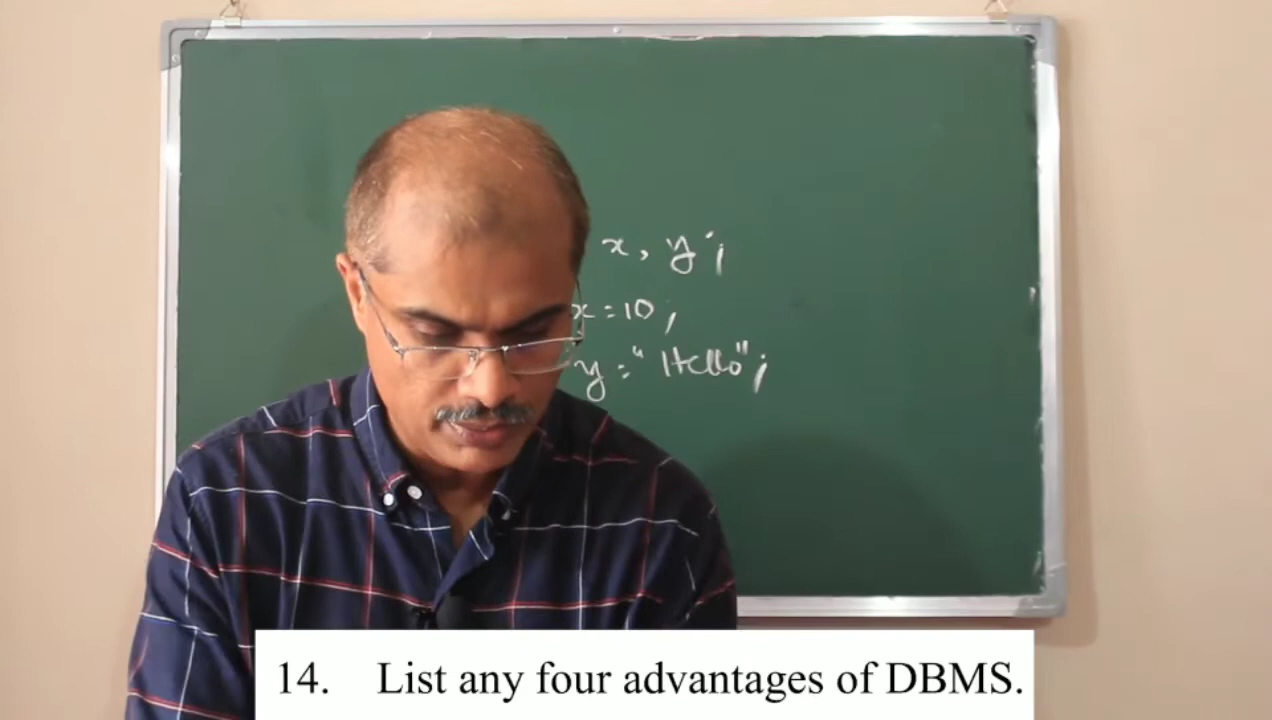 x, y;
x=10;
y="Hello";
14. List any four advantages of DBMS.